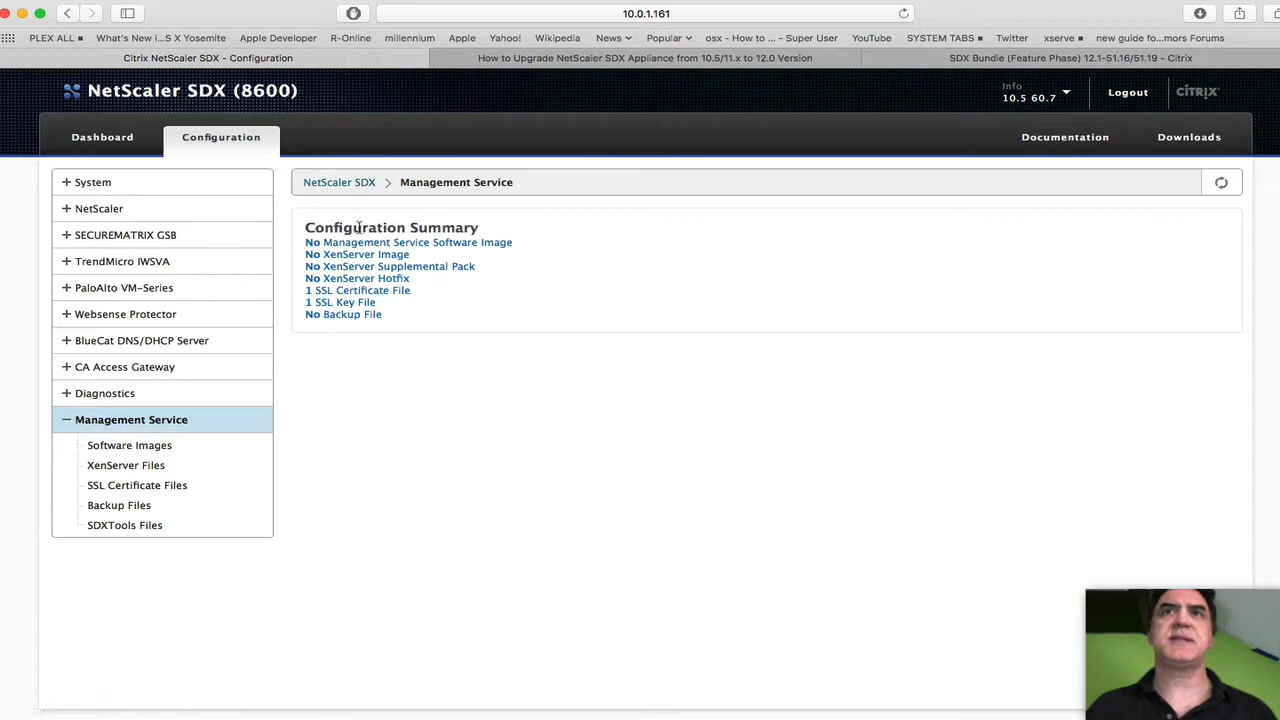 10.0.1.161
PLEX ALL
What's New i...S X Yosemite
Apple Developer
R-Online
millennium
Apple
Yahoo!
Wikipedia
News
Popular
osx - How to ... - Super User
YouTube
SYSTEM TABS
Twitter
xserve
new guide fo...mors Forums
Citrix NetScaler SDX - Configuration
How to Upgrade NetScaler SDX Appliance from 10.5/11.x to 12.0 Version
SDX Bundle (Feature Phase) 12.1-51.16/51.19 - Citrix
NetScaler SDX (8600)
Info
10.5 60.7
Logout
CITRIX
Dashboard
Configuration
Documentation
Downloads
System
NetScaler
SECUREMATRIX GSB
TrendMicro IWSVA
PaloAlto VM-Series
Websense Protector
BlueCat DNS/DHCP Server
CA Access Gateway
Diagnostics
Management Service
Software Images
XenServer Files
SSL Certificate Files
Backup Files
SDXTools Files
NetScaler SDX > Management Service
Configuration Summary
No Management Service Software Image
No XenServer Image
No XenServer Supplemental Pack
No XenServer Hotfix
1 SSL Certificate File
1 SSL Key File
No Backup File